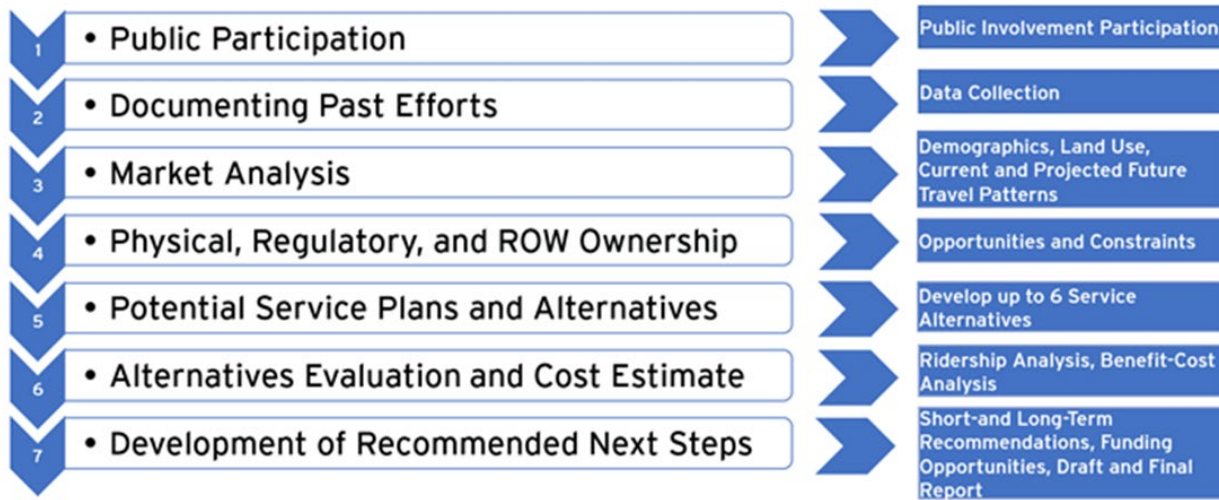 1
• Public Participation
Public Involvement Participation
2
• Documenting Past Efforts
Data Collection
3
• Market Analysis
Demographics, Land Use,
Current and Projected Future
Travel Patterns
4
• Physical, Regulatory, and ROW Ownership
Opportunities and Constraints
5
• Potential Service Plans and Alternatives
Develop up to 6 Service
Alternatives
6
• Alternatives Evaluation and Cost Estimate
Ridership Analysis, Benefit-Cost
Analysis
7
• Development of Recommended Next Steps
Short-and Long-Term
Recommendations, Funding
Opportunities, Draft and Final
Report